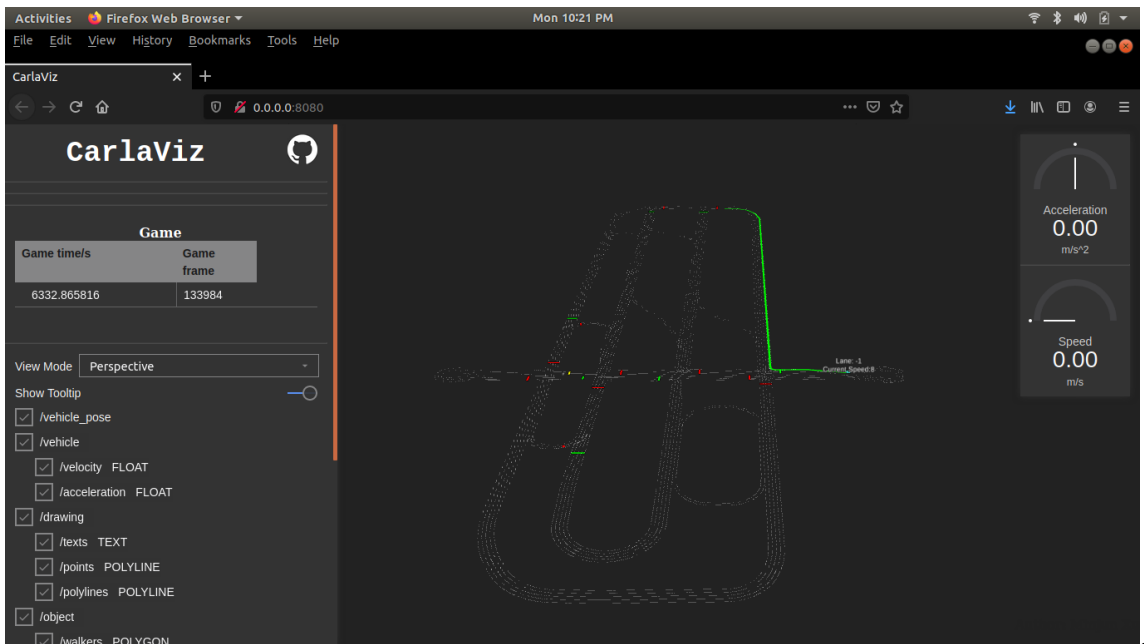 Activities Firefox Web Browser Mon 10:21 PM
File Edit View History Bookmarks Tools Help
CarlaViz
0.0.0.0:8080
CarlaViz
Game
Game time/s Game frame
6332.865816 133984
View Mode Perspective
Show Tooltip
/vehicle_pose
/vehicle
/velocity FLOAT
/acceleration FLOAT
/drawing
/texts TEXT
/points POLYLINE
/polylines POLYLINE
/object
/walkers POLYGON
Lane: -1
Current Speed:8
Acceleration
0.00
m/s^2
Speed
0.00
m/s